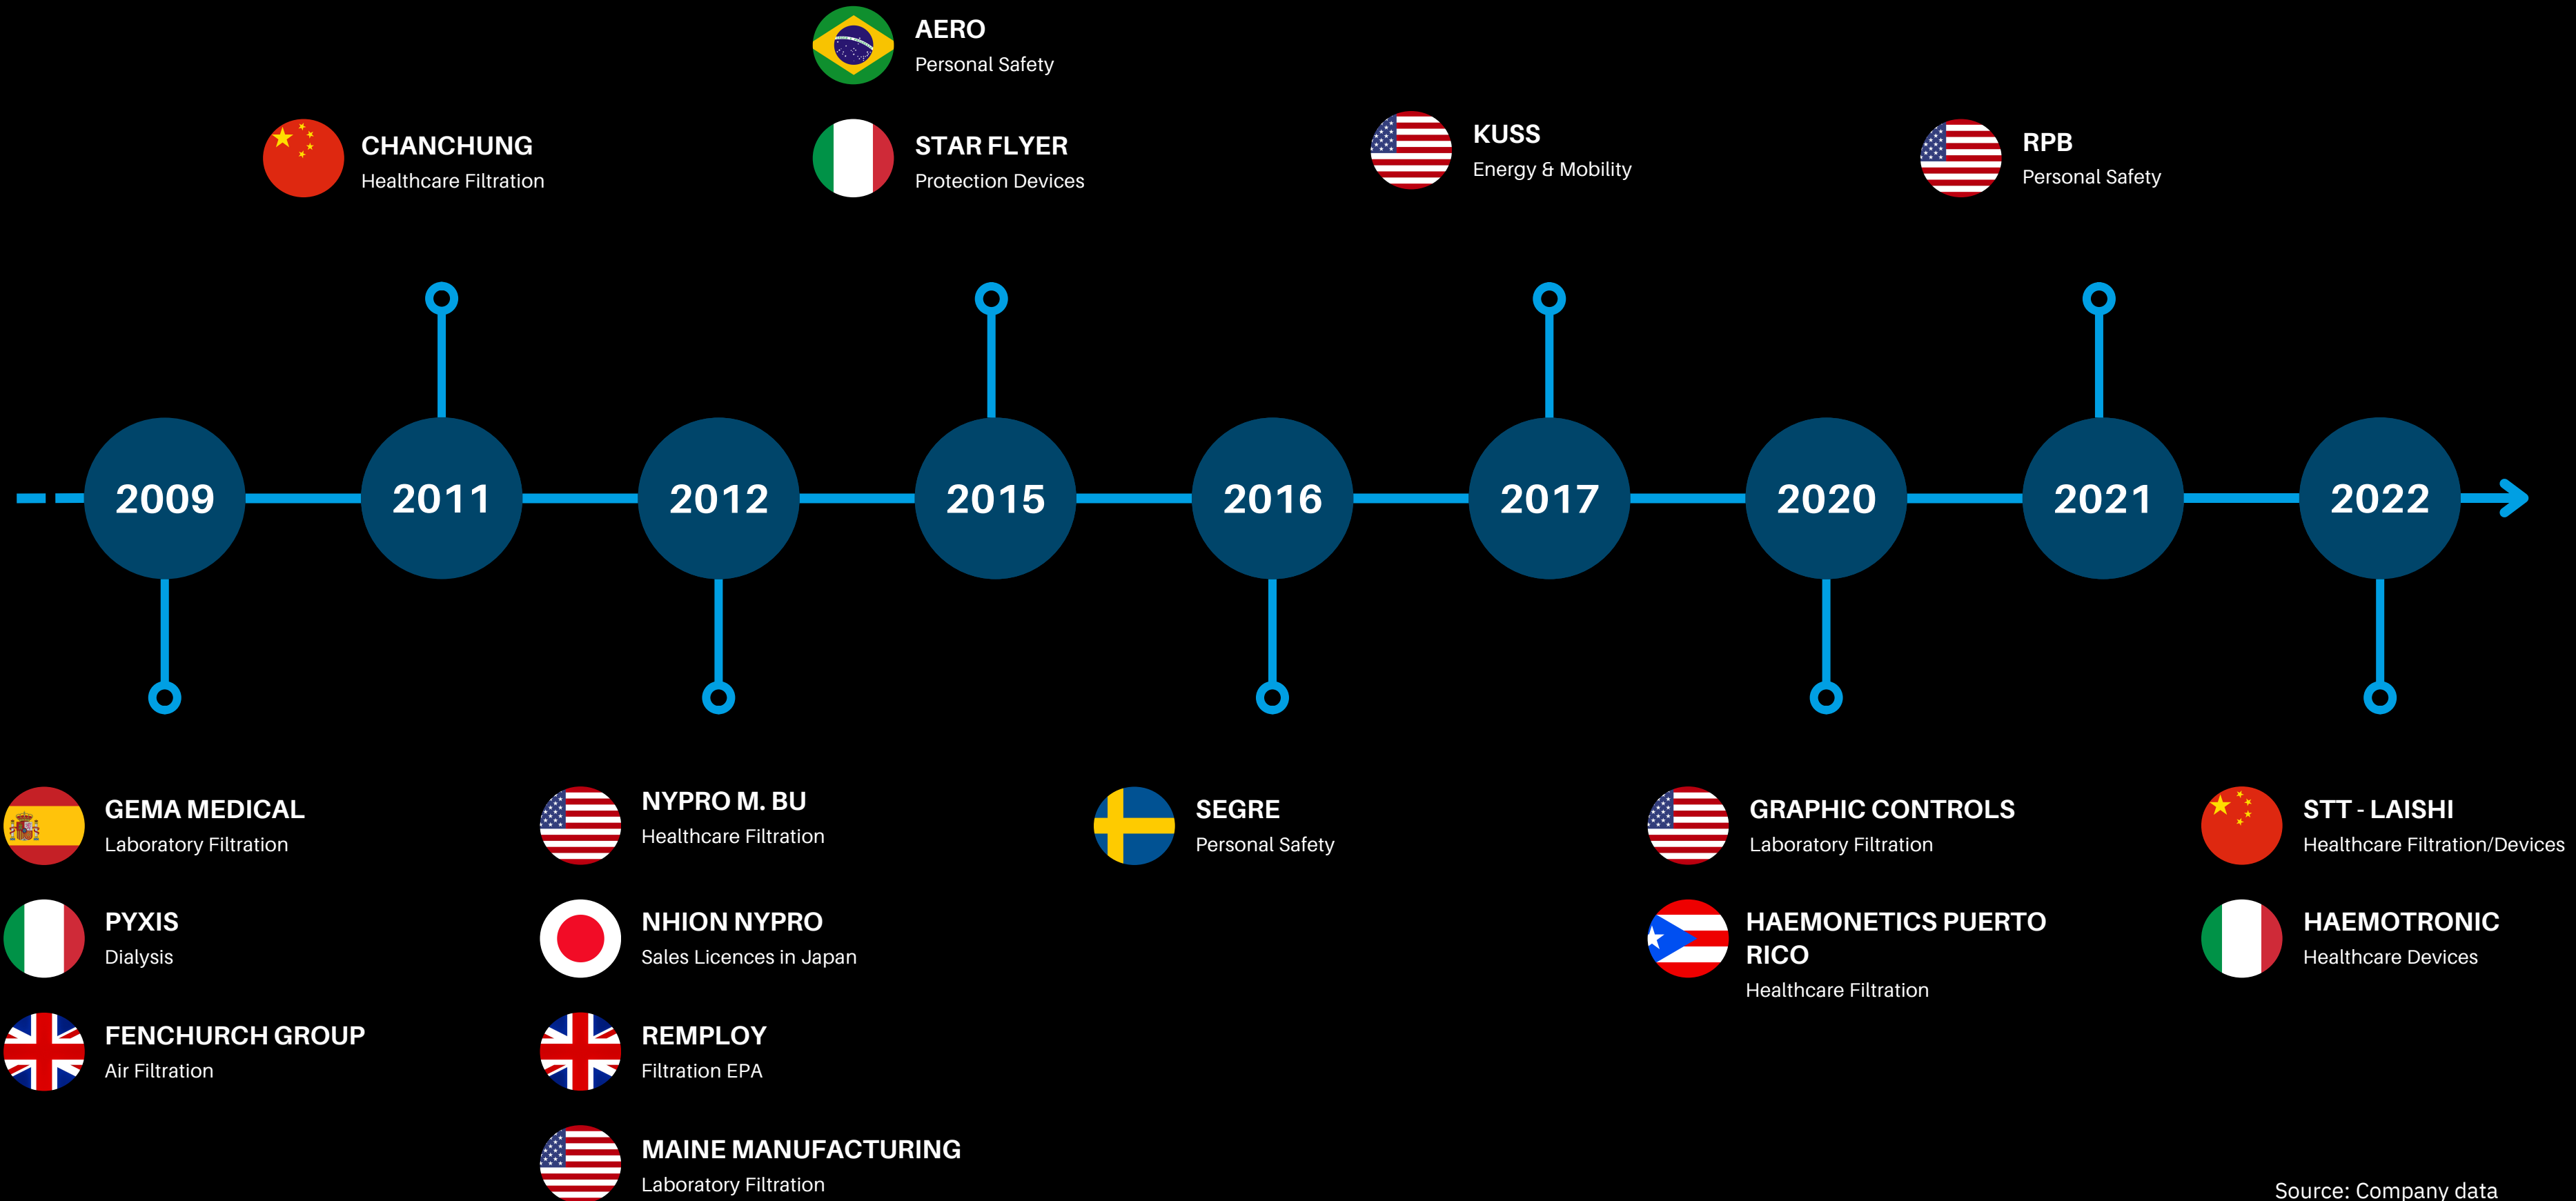 AERO
Personal Safety
CHANCHUNG
Healthcare Filtration
STAR FLYER
Protection Devices
KUSS
Energy & Mobility
RPB
Personal Safety
2009
2011
2012
2015
2016
2017
2020
2021
2022
GEMA MEDICAL
Laboratory Filtration
PYXIS
Dialysis
FENCHURCH GROUP
Air Filtration
NYPRO M. BU
Healthcare Filtration
NHION NYPRO
Sales Licences in Japan
REMPLOY
Filtration EPA
MAINE MANUFACTURING
Laboratory Filtration
SEGRE
Personal Safety
GRAPHIC CONTROLS
Laboratory Filtration
HAEMONETICS PUERTO
RICO
Healthcare Filtration
STT - LAISHI
Healthcare Filtration/Devices
HAEMOTRONIC
Healthcare Devices
Source: Company data